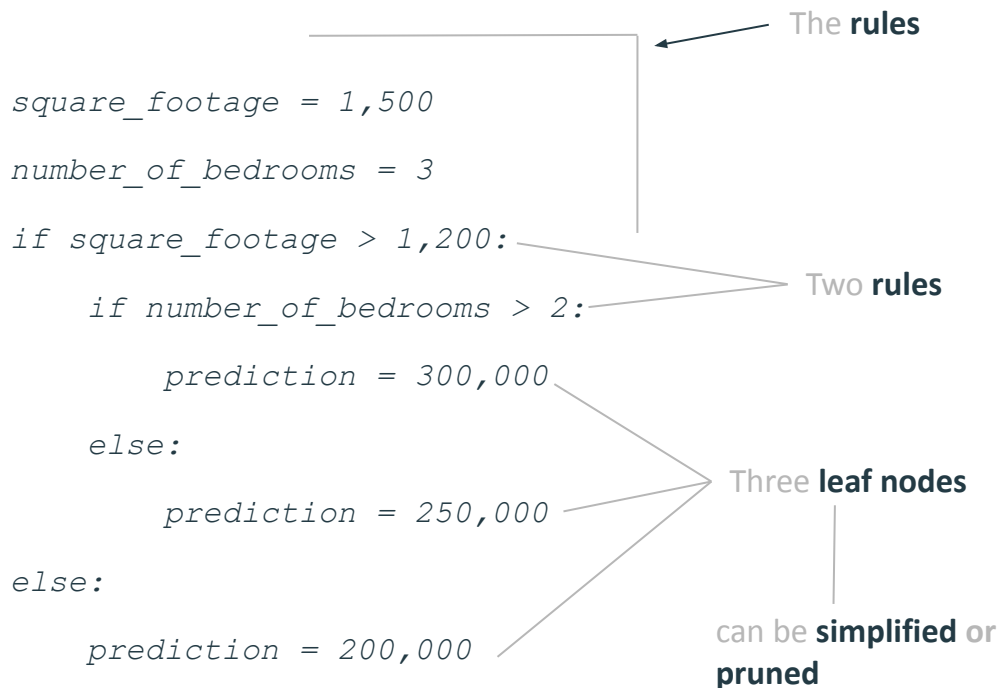 The rules
square_footage = 1,500
number_of_bedrooms = 3
if square_footage > 1,200:
Two rules
if number_of_bedrooms > 2:
prediction = 300,000
else:
Three leaf nodes
prediction = 250,000
else:
can be simplified or
prediction = 200,000
pruned